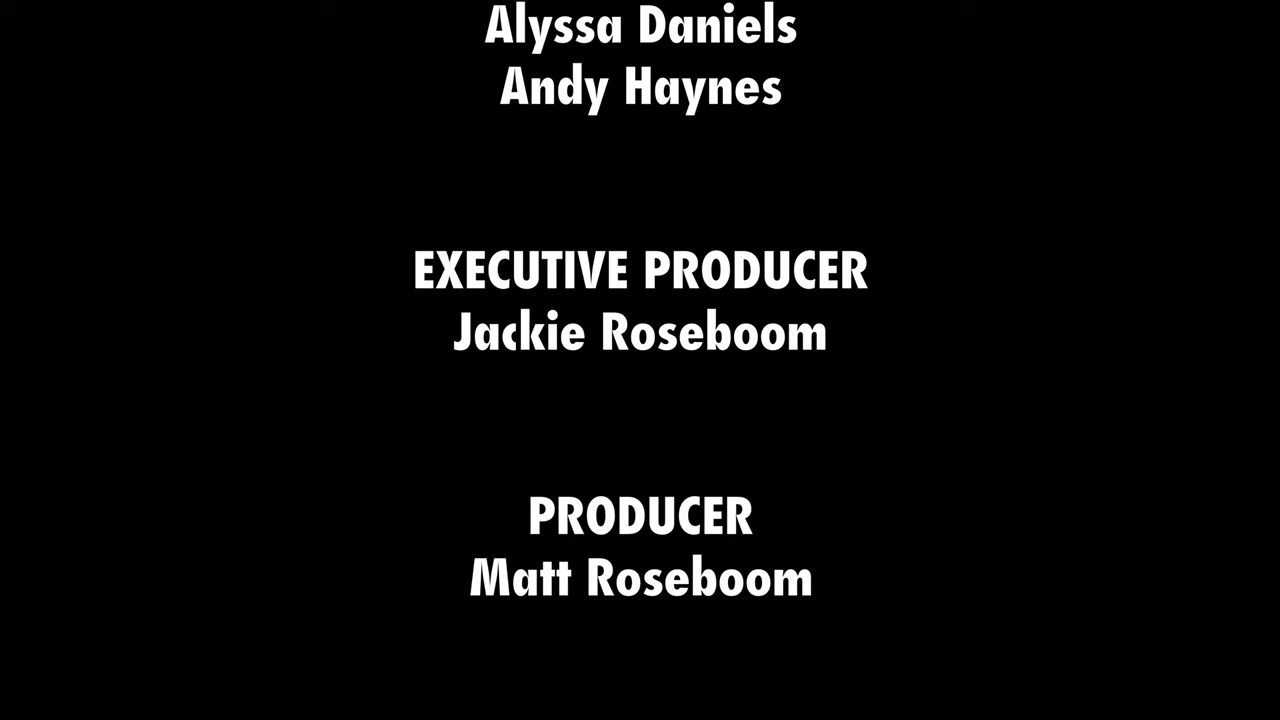 Alyssa Daniels
Andy Haynes
EXECUTIVE PRODUCER
Jackie Roseboom
PRODUCER
Matt Roseboom